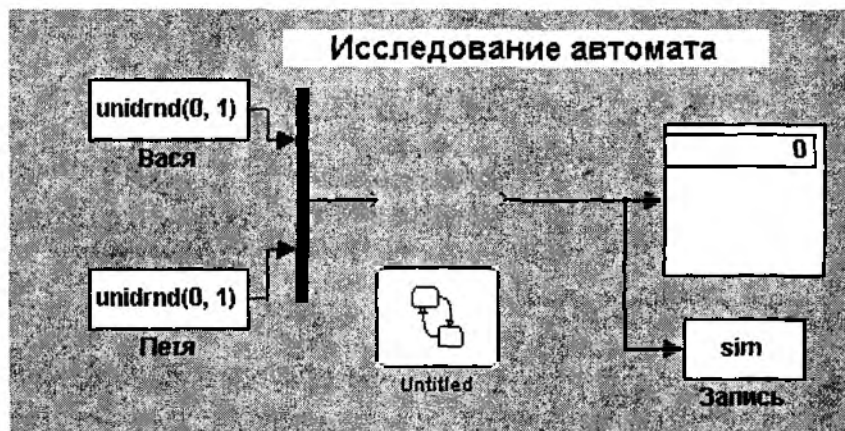 Исследование автомата
unidrnd(0, 1)
Вася
0
unidrnd(0, 1)
Петя
Untitled
sim
Запись